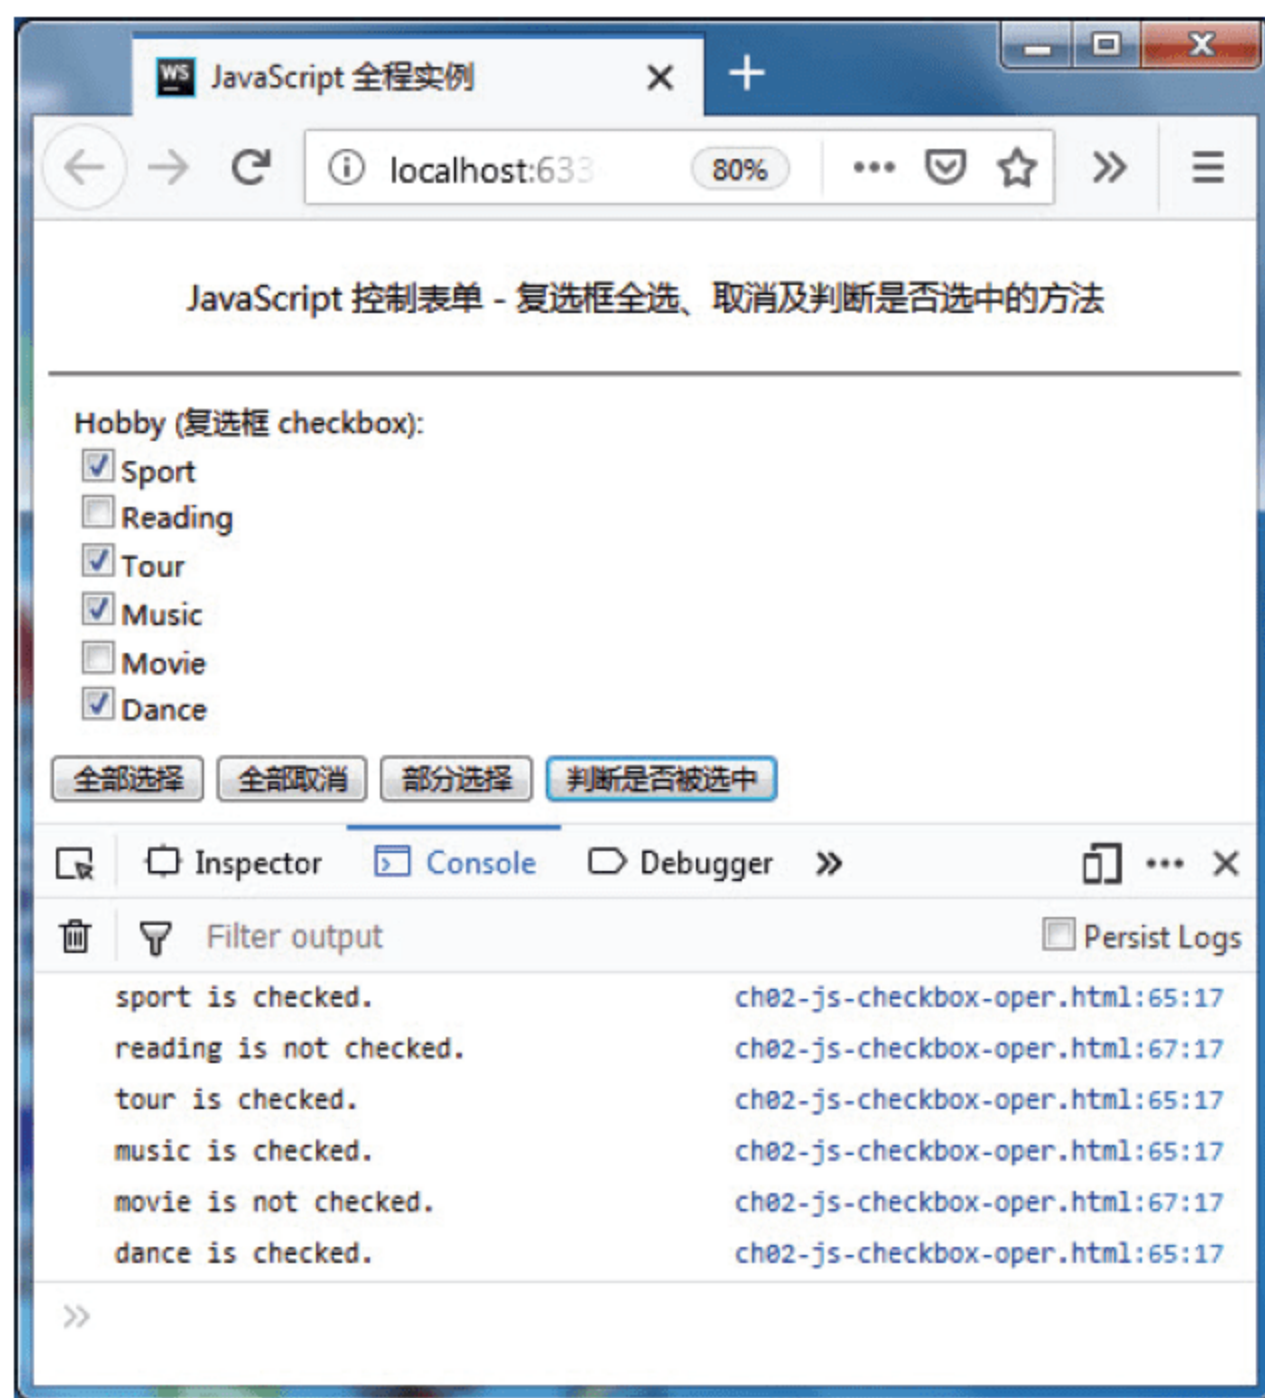 WS JavaScript 全程实例
localhost:633 80%
JavaScript 控制表单 - 复选框全选、取消及判断是否选中的方法
Hobby (复选框 checkbox):
Sport
Reading
Tour
Music
Movie
Dance
全部选择 全部取消 部分选择 判断是否被选中
Inspector Console Debugger
Filter output Persist Logs
sport is checked. ch02-js-checkbox-oper.html:65:17
reading is not checked. ch02-js-checkbox-oper.html:67:17
tour is checked. ch02-js-checkbox-oper.html:65:17
music is checked. ch02-js-checkbox-oper.html:65:17
movie is not checked. ch02-js-checkbox-oper.html:67:17
dance is checked. ch02-js-checkbox-oper.html:65:17